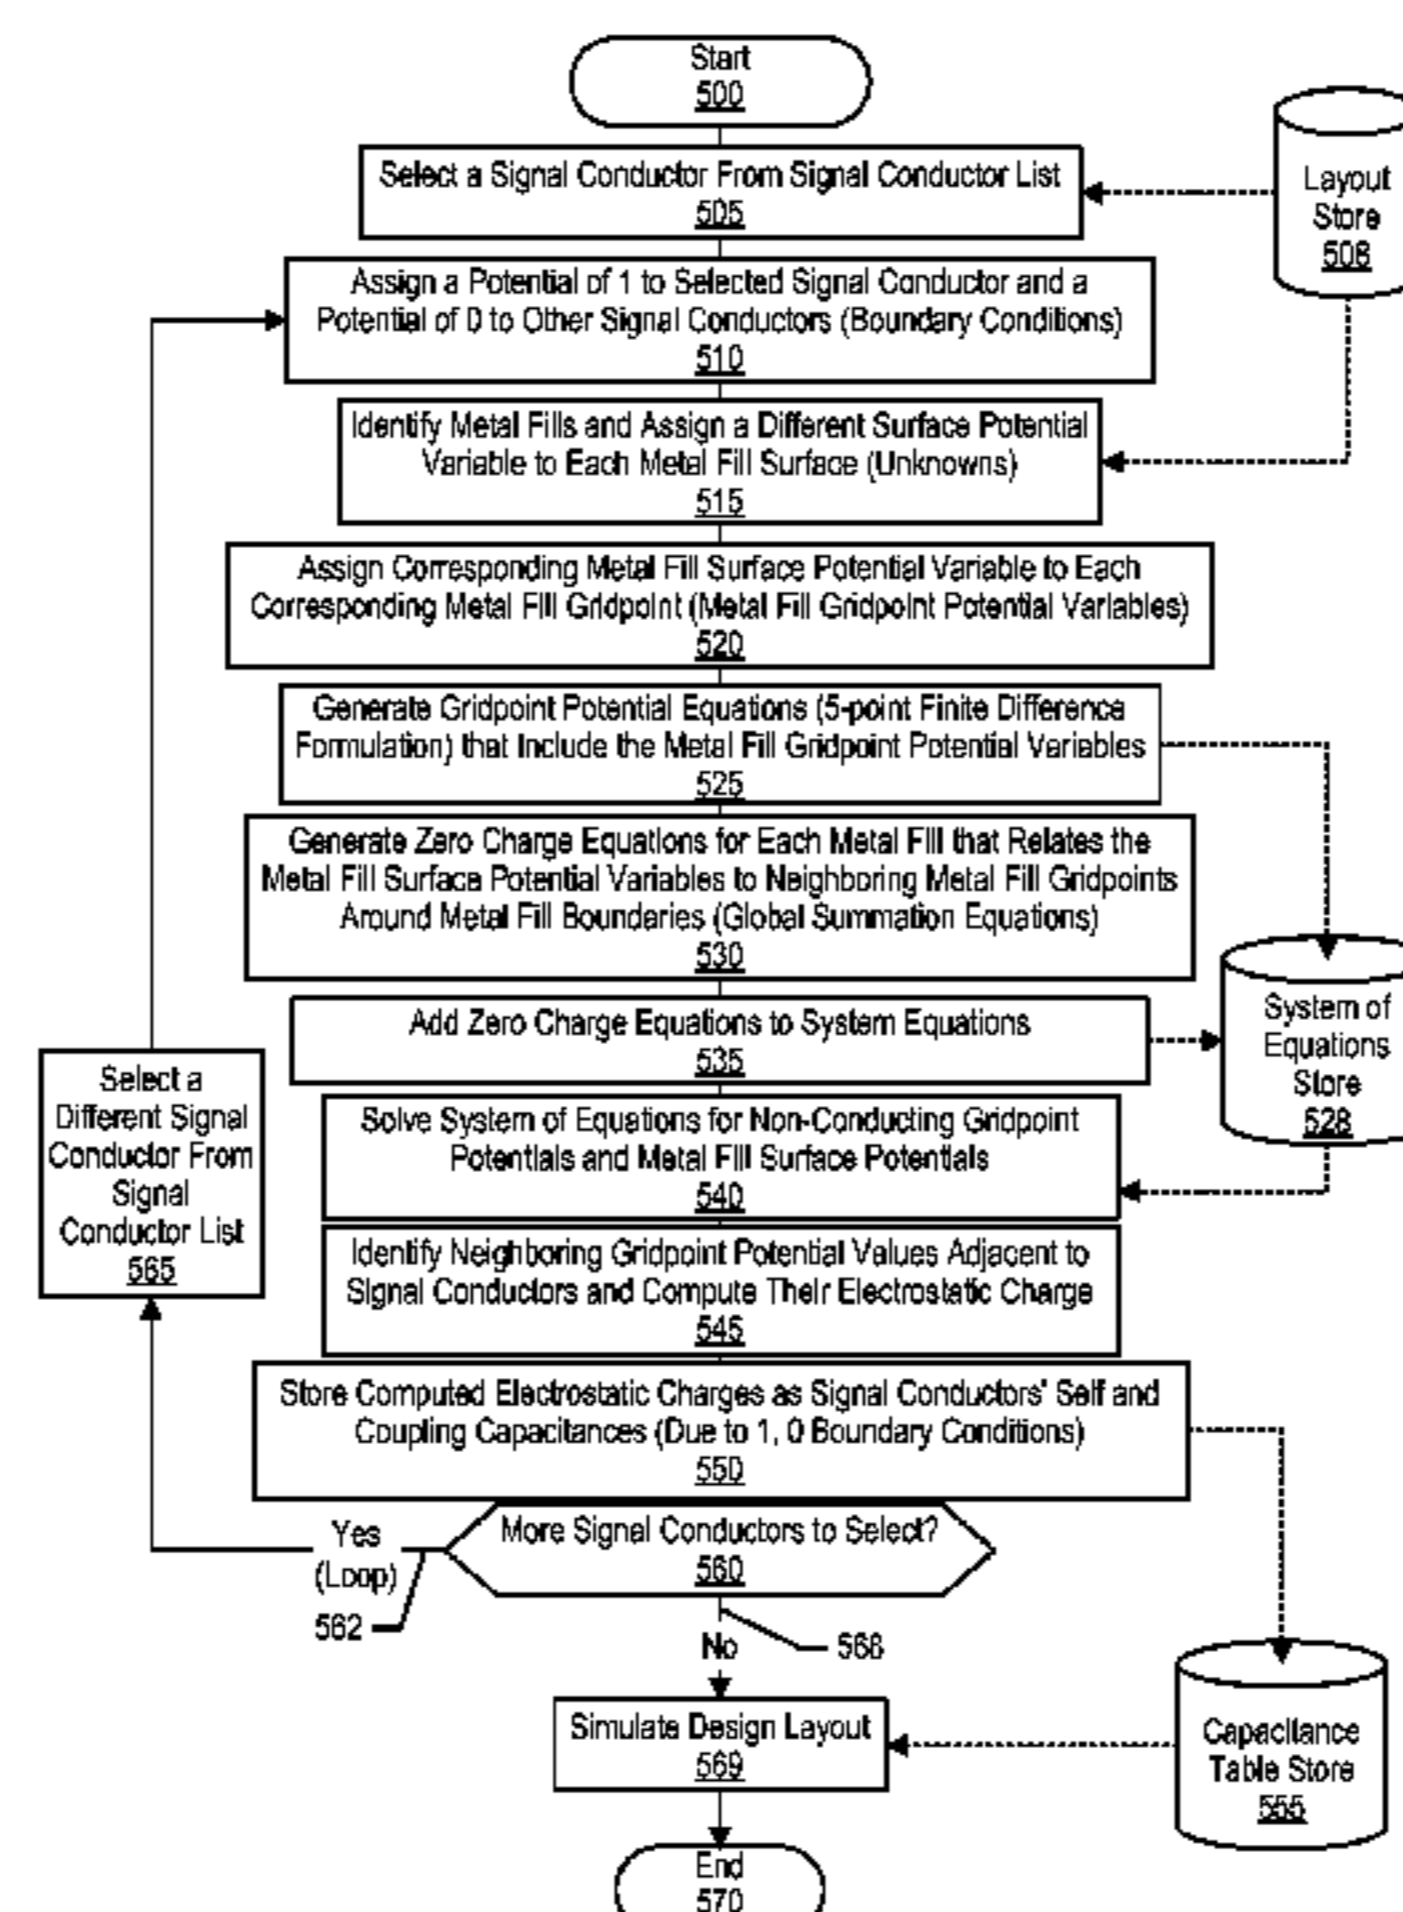 Start
500
Select a Signal Conductor From Signal Conductor List
505
Layout
Store
508
Assign a Potential of 1 to Selected Signal Conductor and a
Potential of 0 to Other Signal Conductors (Boundary Conditions)
510
Identify Metal Fills and Assign a Different Surface Potential
Variable to Each Metal Fill Surface (Unknowns)
515
Assign Corresponding Metal Fill Surface Potential Variable to Each
Corresponding Metal Fill Gridpoint (Metal Fill Gridpoint Potential Variables)
520
Generate Gridpoint Potential Equations (5-point Finite Difference
Formulation) that Include the Metal Fill Gridpoint Potential Variables
525
Generate Zero Charge Equations for Each Metal Fill that Relates the
Metal Fill Surface Potential Variables to Neighboring Metal Fill Gridpoints
Around Metal Fill Boundaries (Global Summation Equations)
530
Add Zero Charge Equations to System Equations
535
System of
Equations
Store
528
Solve System of Equations for Non-Conducting Gridpoint
Potentials and Metal Fill Surface Potentials
540
Select a
Different Signal
Conductor From
Signal
Conductor List
565
Identify Neighboring Gridpoint Potential Values Adjacent to
Signal Conductors and Compute Their Electrostatic Charge
545
Store Computed Electrostatic Charges as Signal Conductors' Self and
Coupling Capacitances (Due to 1, 0 Boundary Conditions)
550
More Signal Conductors to Select?
560
Yes
(Loop)
562
No
568
Simulate Design Layout
569
Capacitance
Table Store
555
End
570